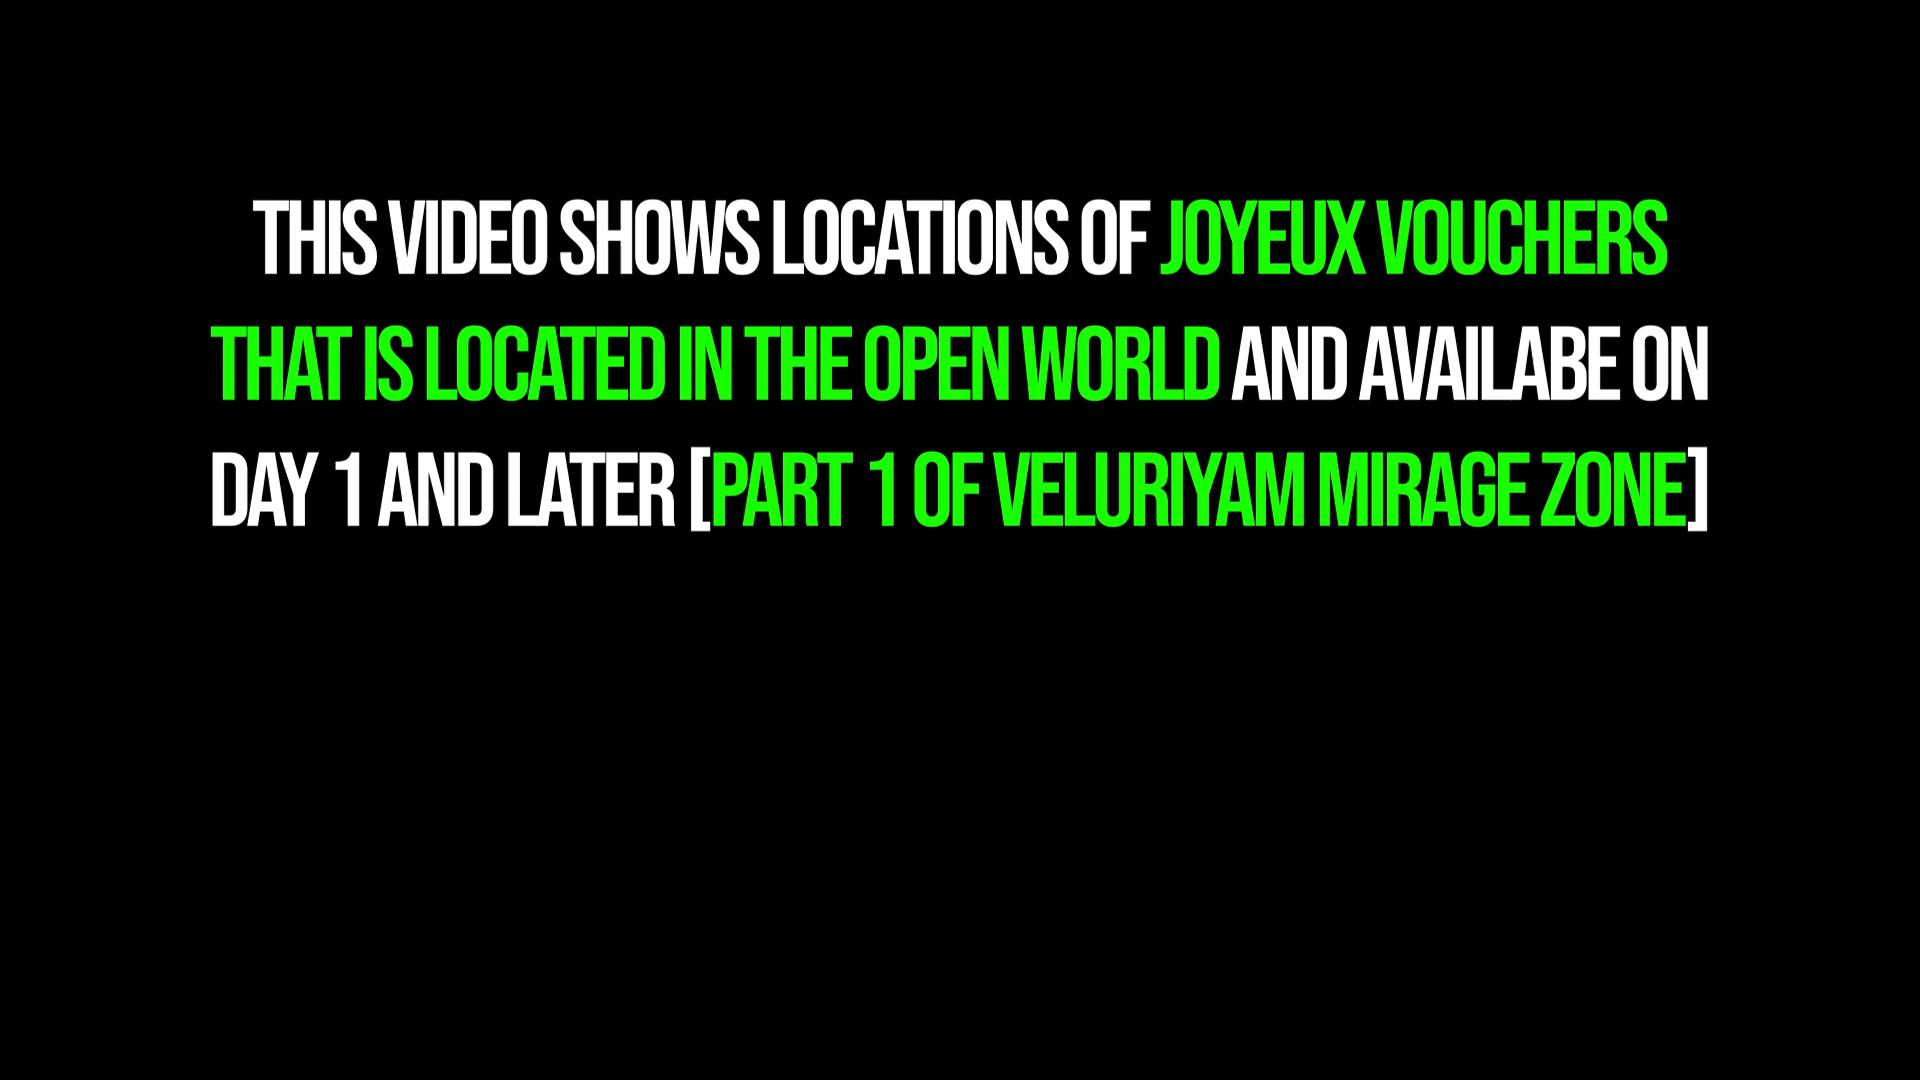 THIS VIDEO SHOWS LOCATIONS OF JOYEUX VOUCHERS
THAT IS LOCATED IN THE OPEN WORLD AND AVAILABE ON
DAY 1 AND LATER [PART 1 OF VELURIYAM MIRAGE ZONE]